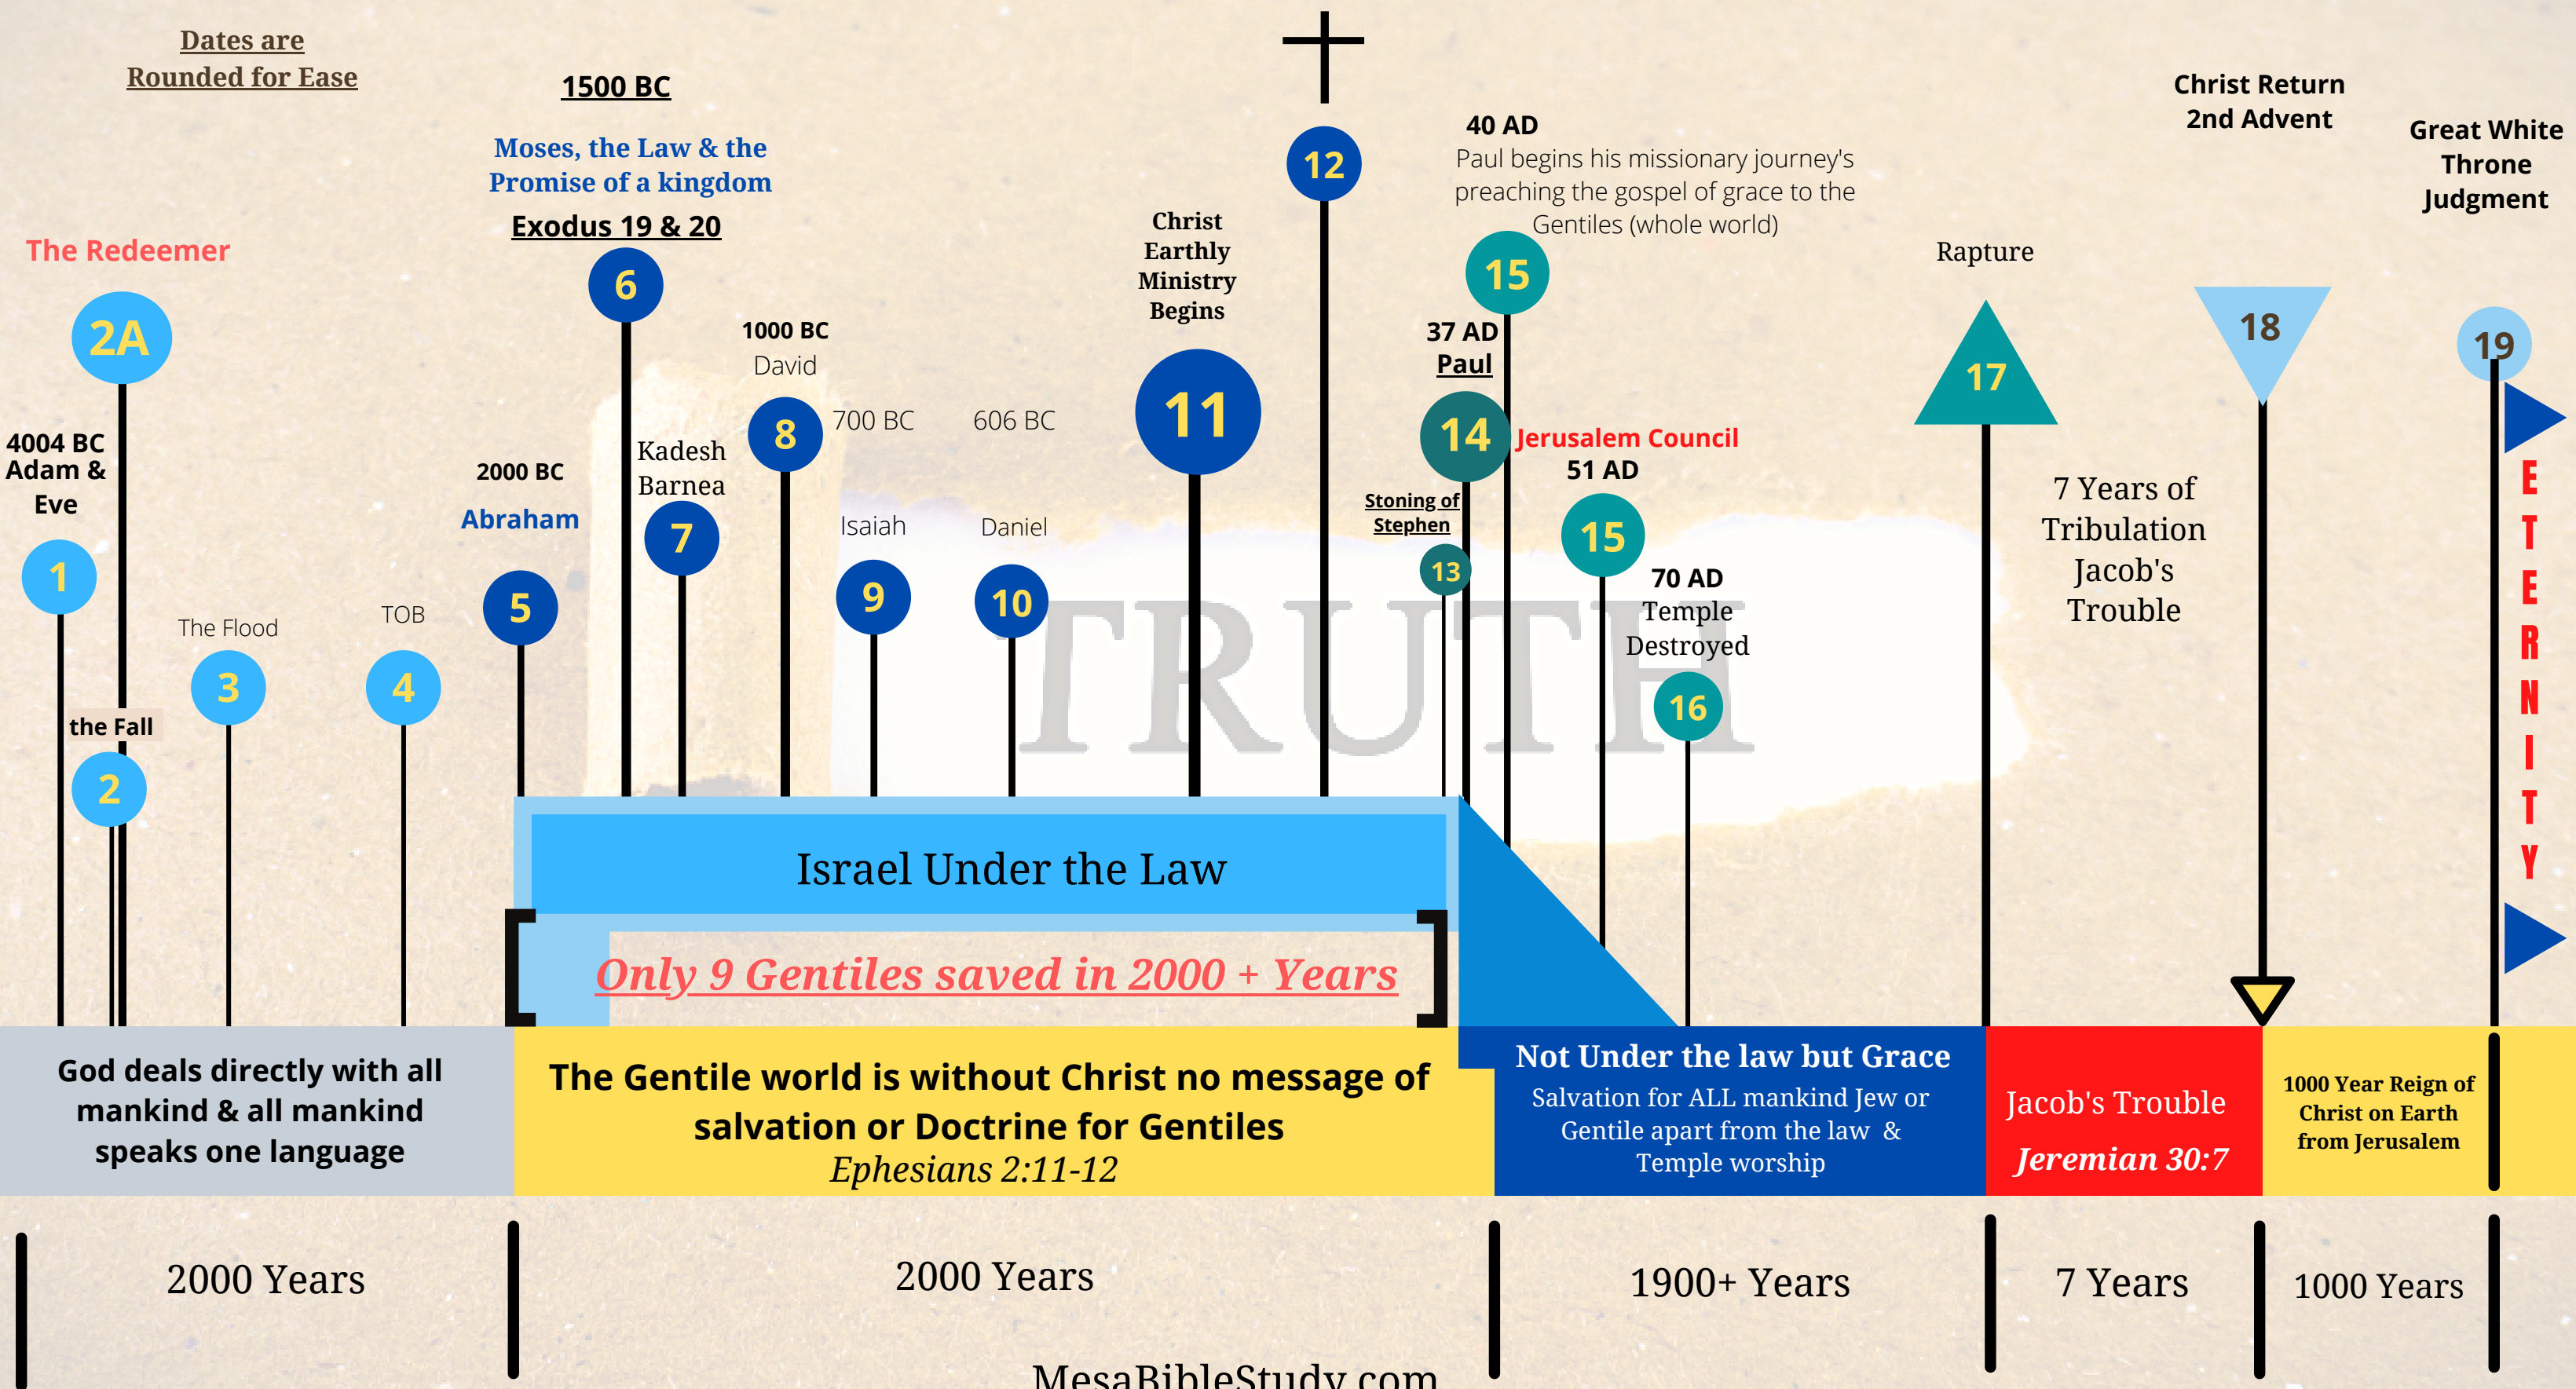 Dates are
Rounded for Ease
The Redeemer
2A
4004 BC
Adam &
Eve
1
the Fall
2
The Flood
3
TOB
4
2000 BC
Abraham
5
1500 BC
Moses, the Law & the
Promise of a kingdom
Exodus 19 & 20
6
Kadesh
Barnea
7
1000 BC
David
8
700 BC
Isaiah
9
606 BC
Daniel
10
Christ
Earthly
Ministry
Begins
11
12
Stoning of
Stephen
13
37 AD
Paul
14
40 AD
Paul begins his missionary journey's
preaching the gospel of grace to the
Gentiles (whole world)
15
Jerusalem Council
51 AD
15
70 AD
Temple
Destroyed
16
TRUTH
Rapture
17
7 Years of
Tribulation
Jacob's
Trouble
Christ Return
2nd Advent
18
Great White
Throne
Judgment
19
ETERNITY
Israel Under the Law
Only 9 Gentiles saved in 2000 + Years
God deals directly with all
mankind & all mankind
speaks one language
The Gentile world is without Christ no message of
salvation or Doctrine for Gentiles
Ephesians 2:11-12
Not Under the law but Grace
Salvation for ALL mankind Jew or
Gentile apart from the law &
Temple worship
Jacob's Trouble
Jeremian 30:7
1000 Year Reign of
Christ on Earth
from Jerusalem
2000 Years
2000 Years
1900+ Years
7 Years
1000 Years
MesaBibleStudy.com